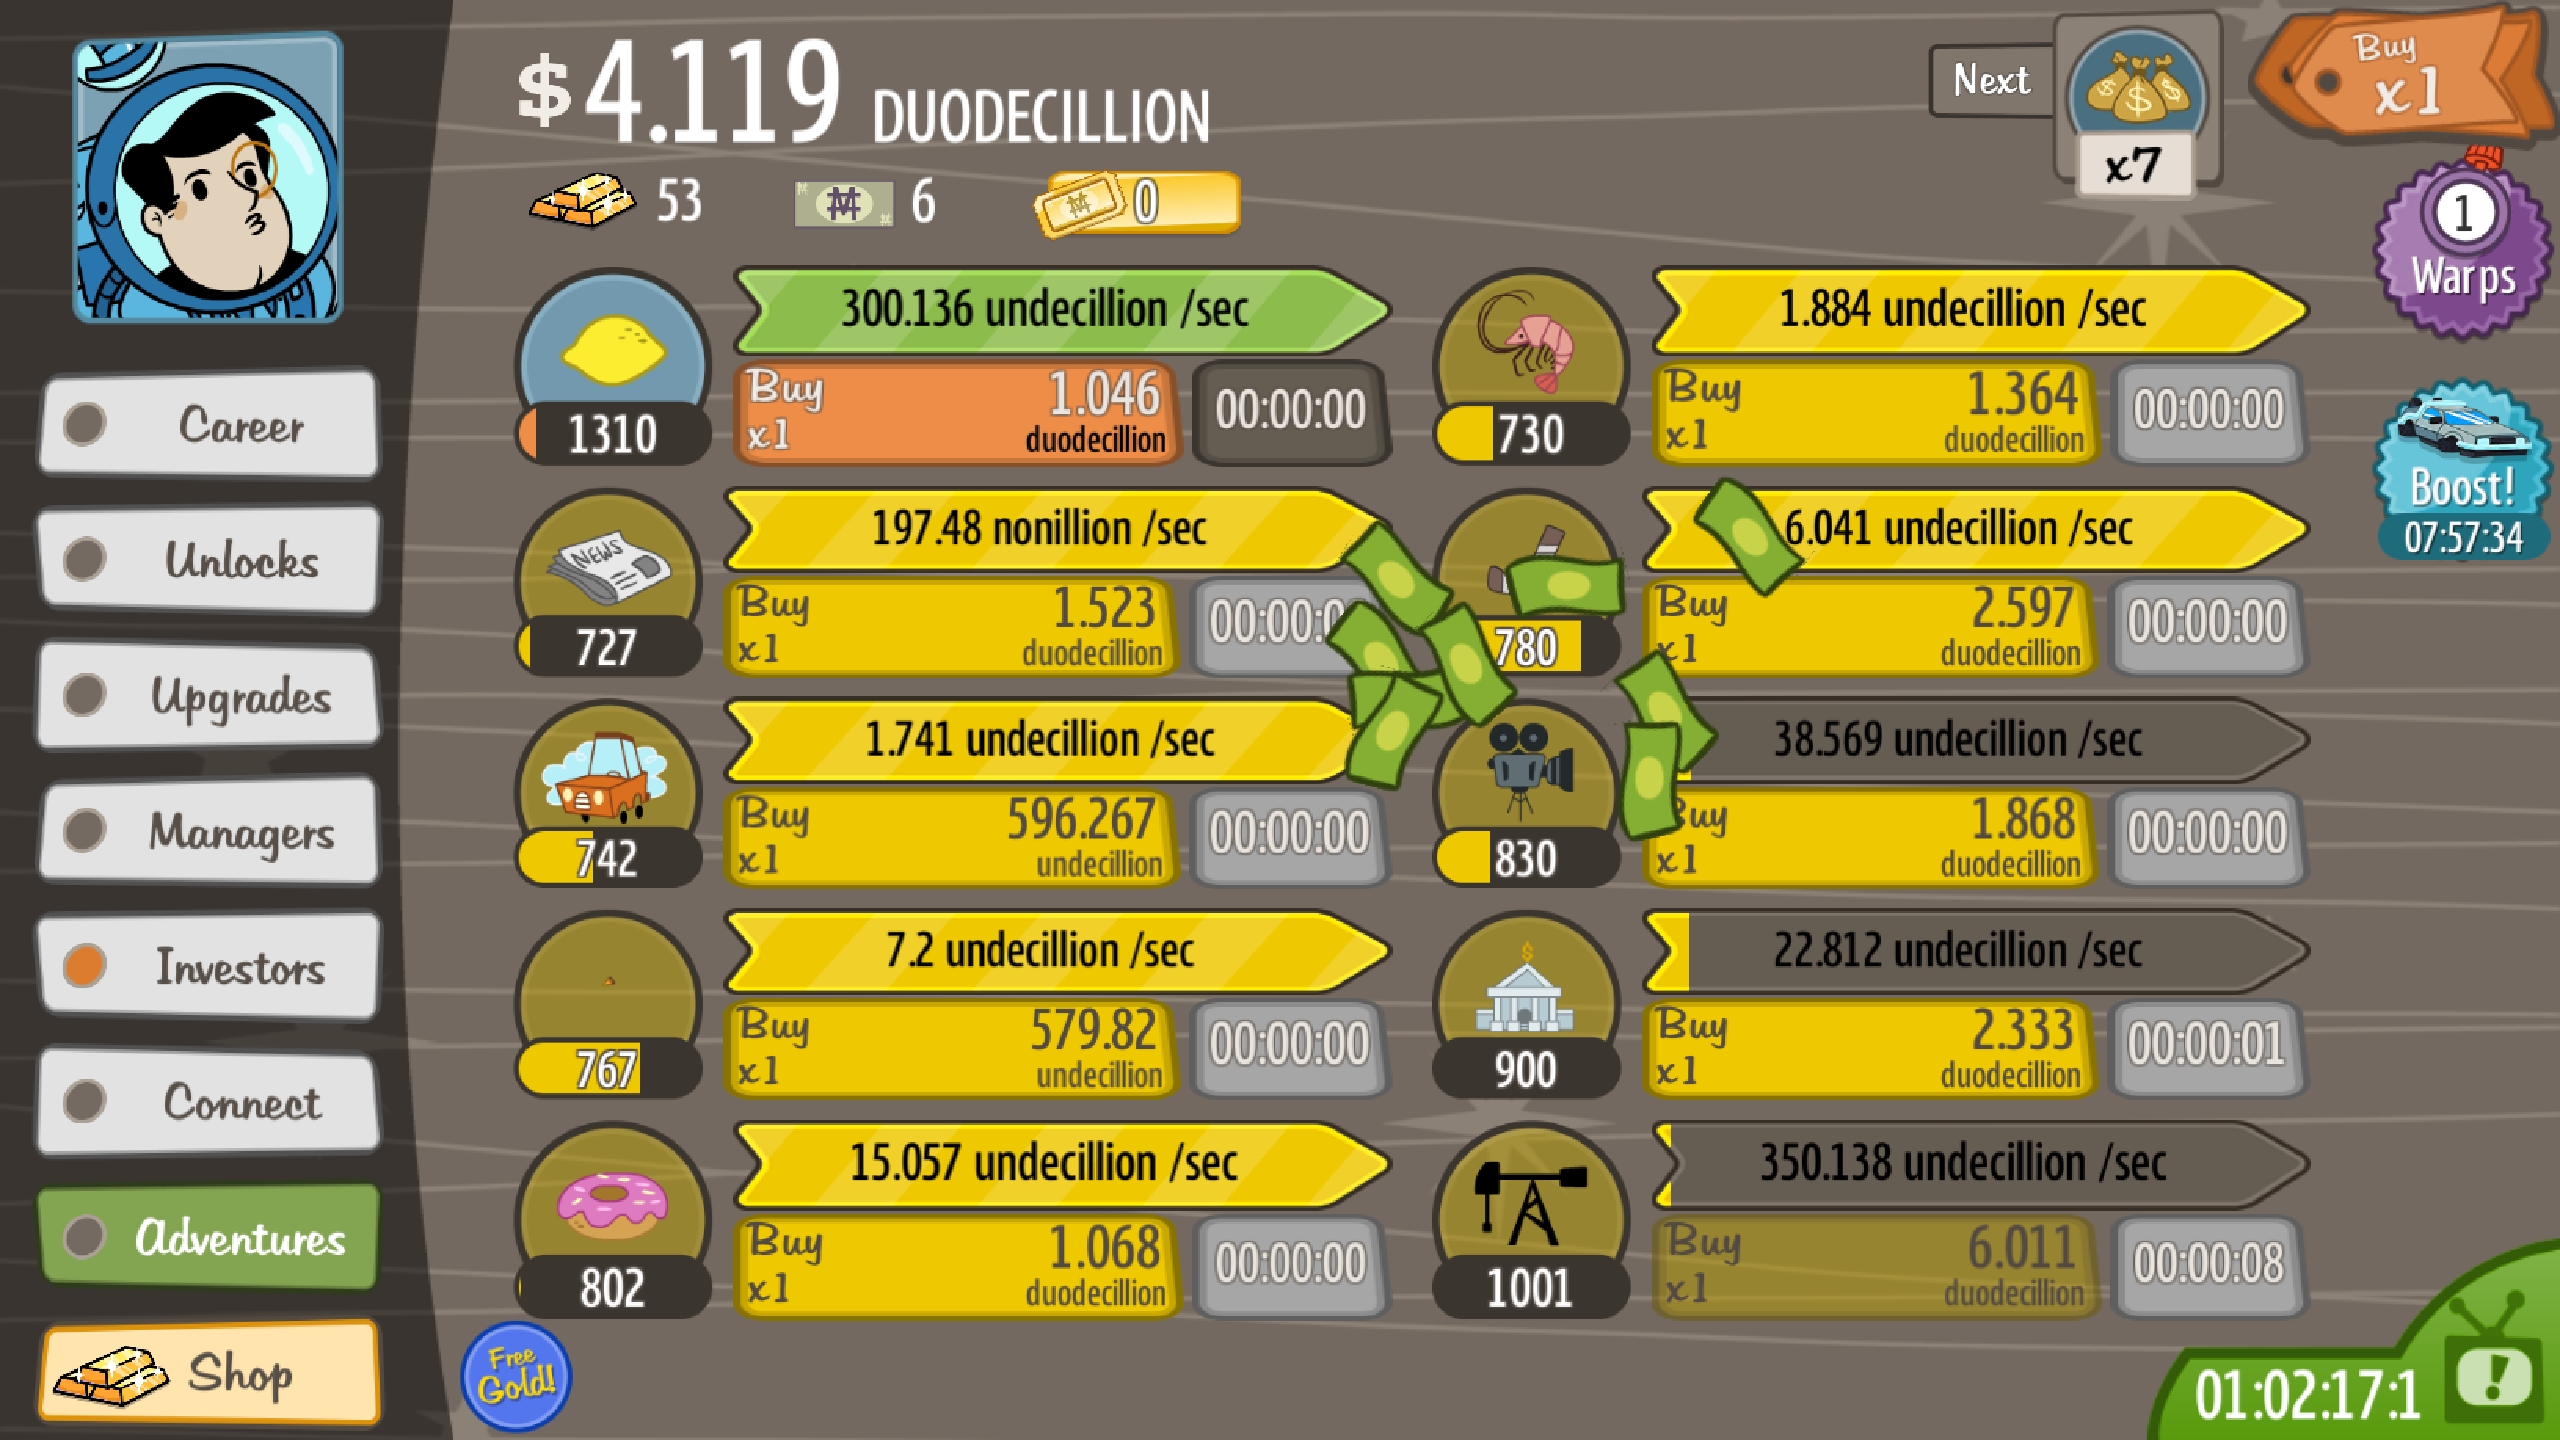 $4.119 DUODECILLION
53
6
0
Next
x7
Buy
x1
1
Warps
Boost!
07:57:34
Career
Unlocks
Upgrades
Managers
Investors
Connect
Adventures
Shop
Free
Gold!
300.136 undecillion /sec
1310
Buy 1.046
x1 duodecillion
00:00:00
NEWS
197.48 nonillion /sec
727
Buy 1.523
x1 duodecillion
1.741 undecillion /sec
742
Buy 596.267
x1 undecillion
00:00:00
7.2 undecillion /sec
767
Buy 579.82
x1 undecillion
00:00:00
15.057 undecillion /sec
802
Buy 1.068
x1 duodecillion
00:00:00
1.884 undecillion /sec
730
Buy 1.364
x1 duodecillion
00:00:00
6.041 undecillion /sec
780
Buy 2.597
x1 duodecillion
00:00:00
38.569 undecillion /sec
830
Buy 1.868
x1 duodecillion
00:00:00
22.812 undecillion /sec
900
Buy 2.333
x1 duodecillion
00:00:01
350.138 undecillion /sec
1001
Buy 6.011
x1 duodecillion
00:00:08
01:02:17:1